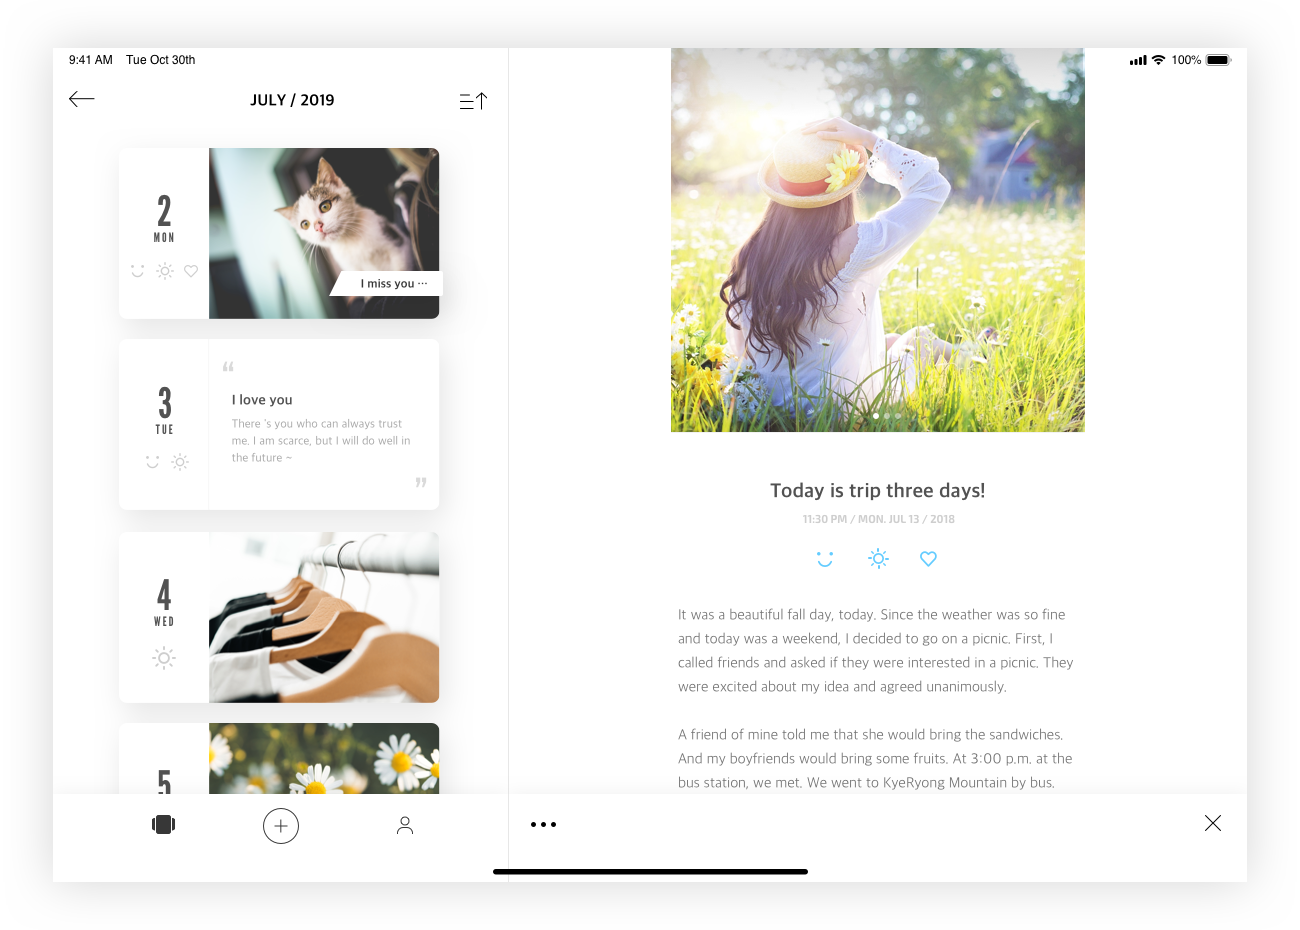 9:41 AM Tue Oct 30th
100%
JULY / 2019
2
MON
I miss you ···
3
TUE
“
I love you
There 's you who can always trust
me. I am scarce, but I will do well in
the future ~
”
4
WED
5
Today is trip three days!
11:30 PM / MON. JUL 13 / 2018
It was a beautiful fall day, today. Since the weather was so fine
and today was a weekend, I decided to go on a picnic. First, I
called friends and asked if they were interested in a picnic. They
were excited about my idea and agreed unanimously.
A friend of mine told me that she would bring the sandwiches.
And my boyfriends would bring some fruits. At 3:00 p.m. at the
bus station, we met. We went to KyeRyong Mountain by bus.